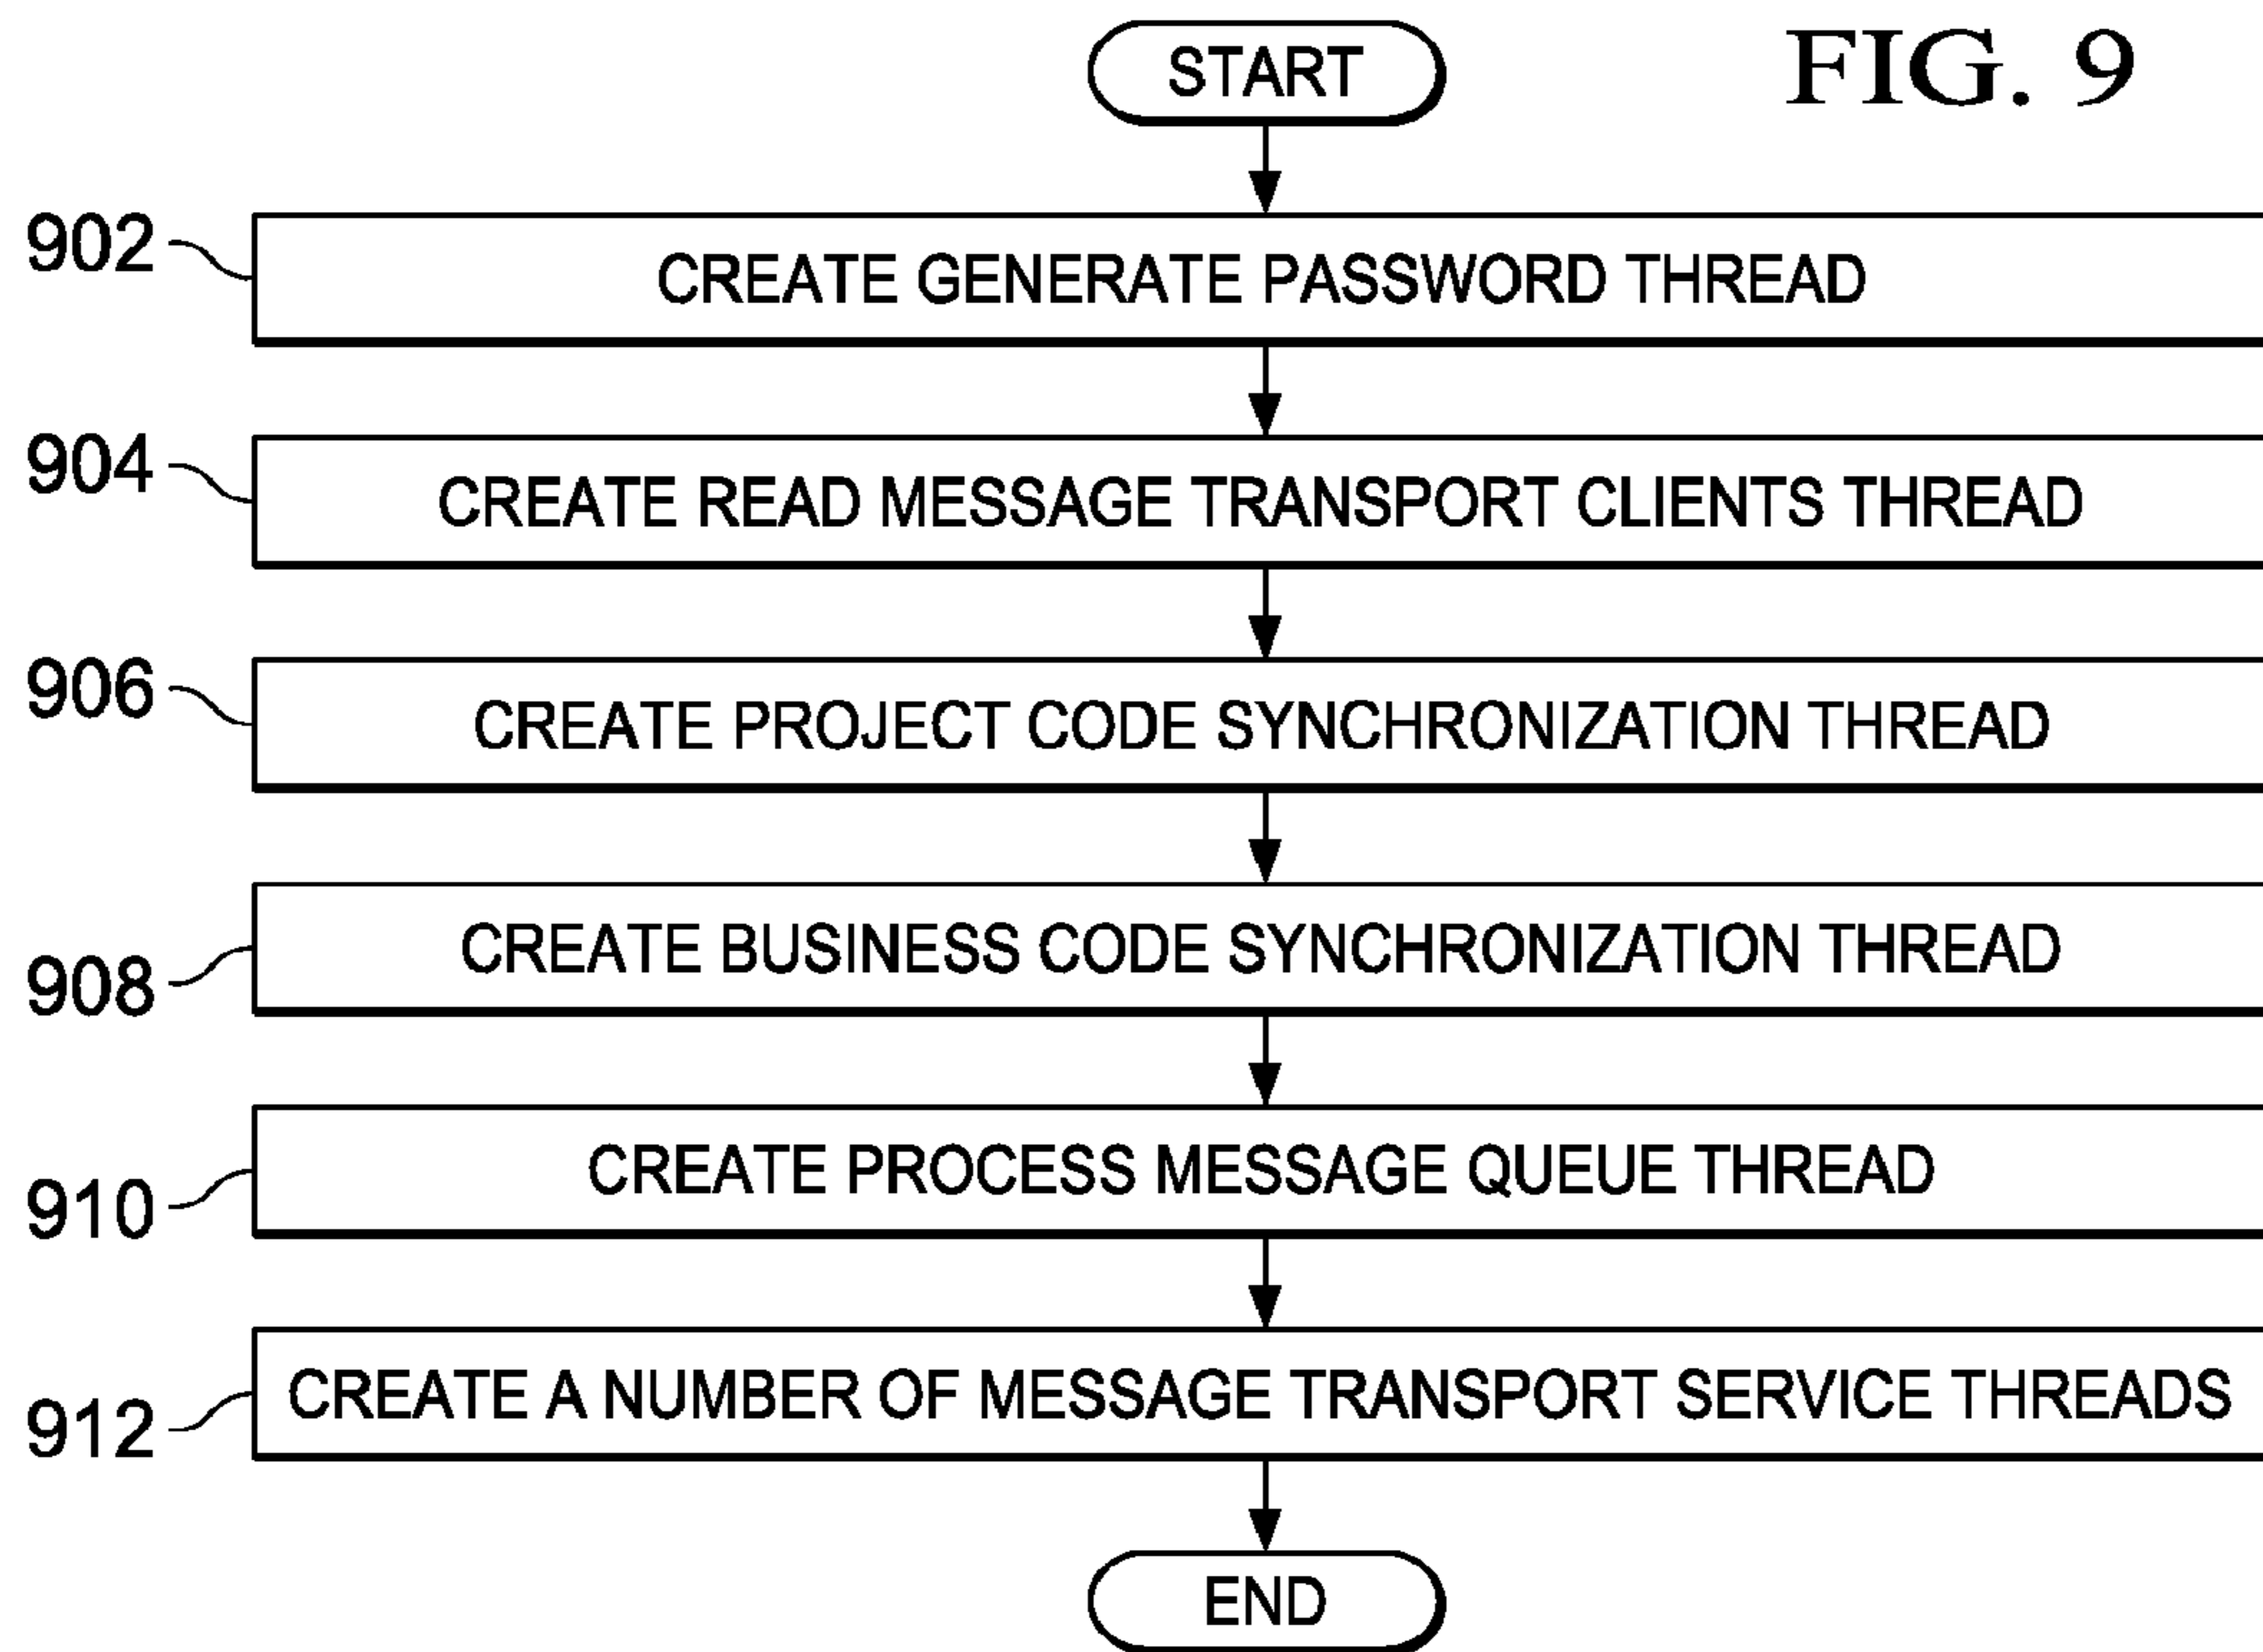 START
FIG. 9
902
CREATE GENERATE PASSWORD THREAD
904
CREATE READ MESSAGE TRANSPORT CLIENTS THREAD
906
CREATE PROJECT CODE SYNCHRONIZATION THREAD
908
CREATE BUSINESS CODE SYNCHRONIZATION THREAD
910
CREATE PROCESS MESSAGE QUEUE THREAD
912
CREATE A NUMBER OF MESSAGE TRANSPORT SERVICE THREADS
END